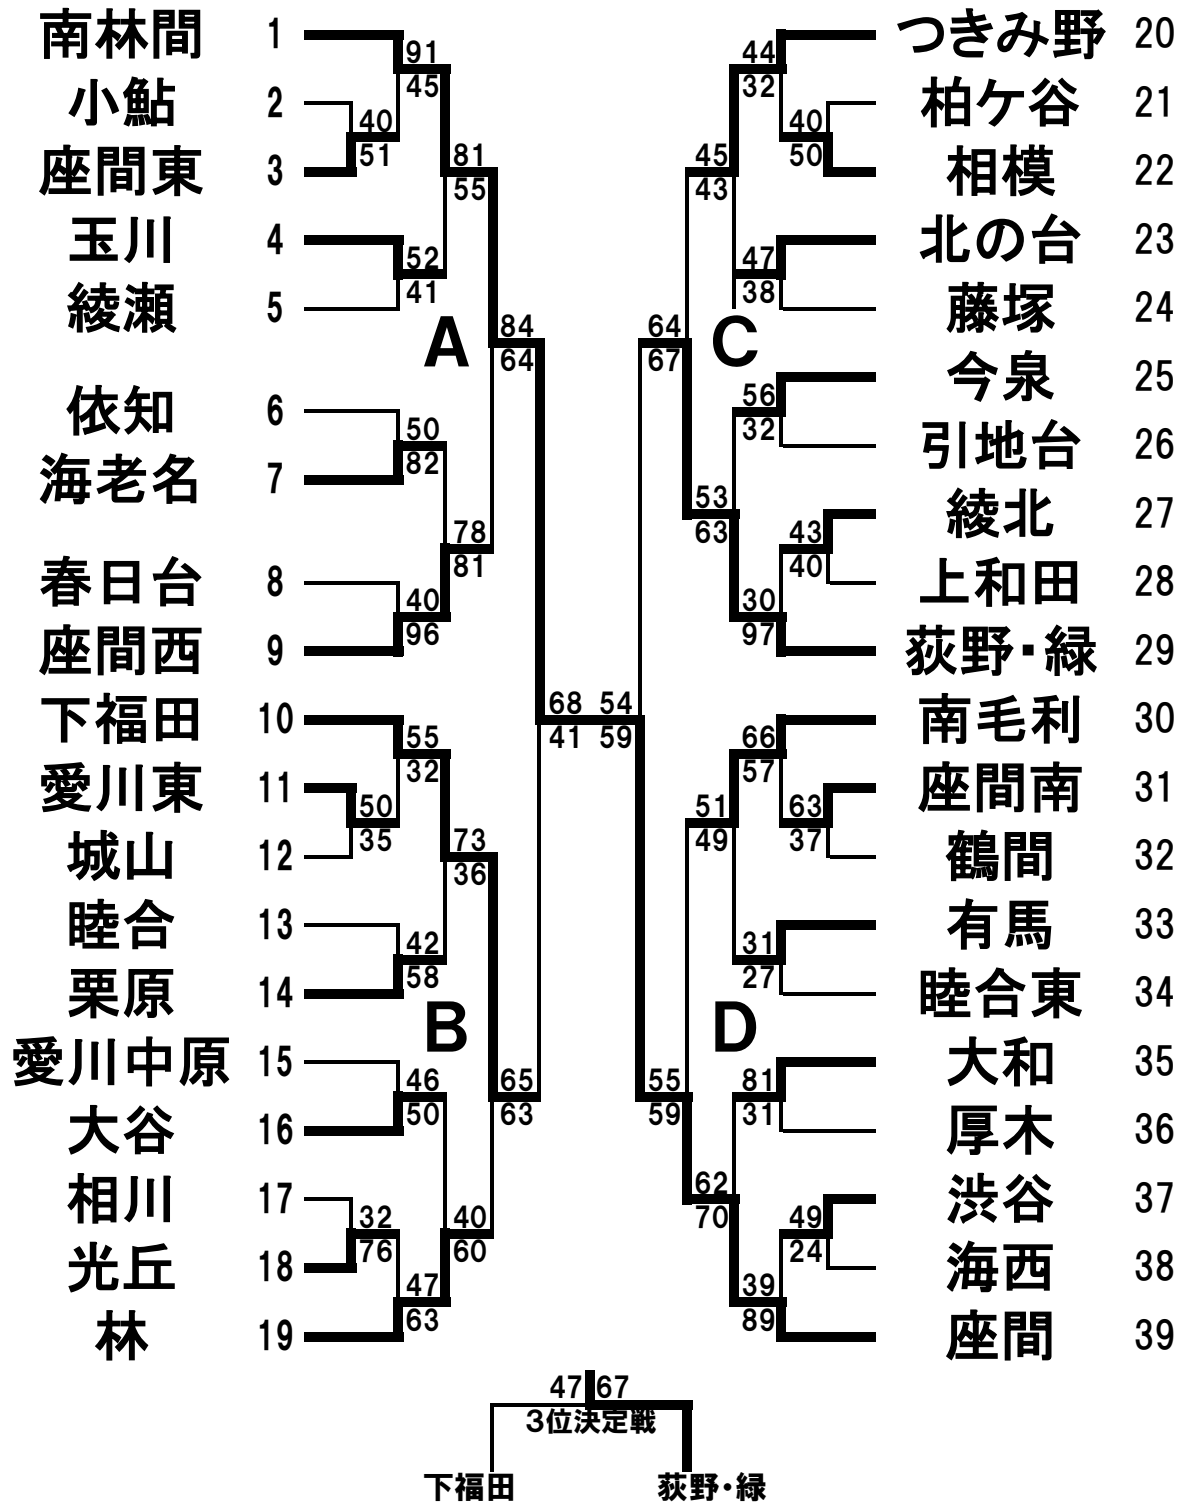 南林間 1
小鮎 2
座間東 3
玉川 4
綾瀬 5
依知 6
海老名 7
春日台 8
座間西 9
下福田 10
愛川東 11
城山 12
睦合 13
栗原 14
愛川中原 15
大谷 16
相川 17
光丘 18
林 19
91
45
40
51
81
55
52
41
A
84
64
50
82
78
81
40
96
55
32
50
35
73
36
42
58
B
65
63
46
50
40
60
32
76
47
63
68 54
41 59
44
32
40
50
45
43
47
38
C
64
67
56
32
53
63
43
40
30
97
66
57
51
49
63
37
31
27
D
55
59
81
31
62
70
49
24
39
89
つきみ野 20
柏ケ谷 21
相模 22
北の台 23
藤塚 24
今泉 25
引地台 26
綾北 27
上和田 28
荻野・緑 29
南毛利 30
座間南 31
鶴間 32
有馬 33
睦合東 34
大和 35
厚木 36
渋谷 37
海西 38
座間 39
47 67
3位決定戦
下福田 荻野・緑